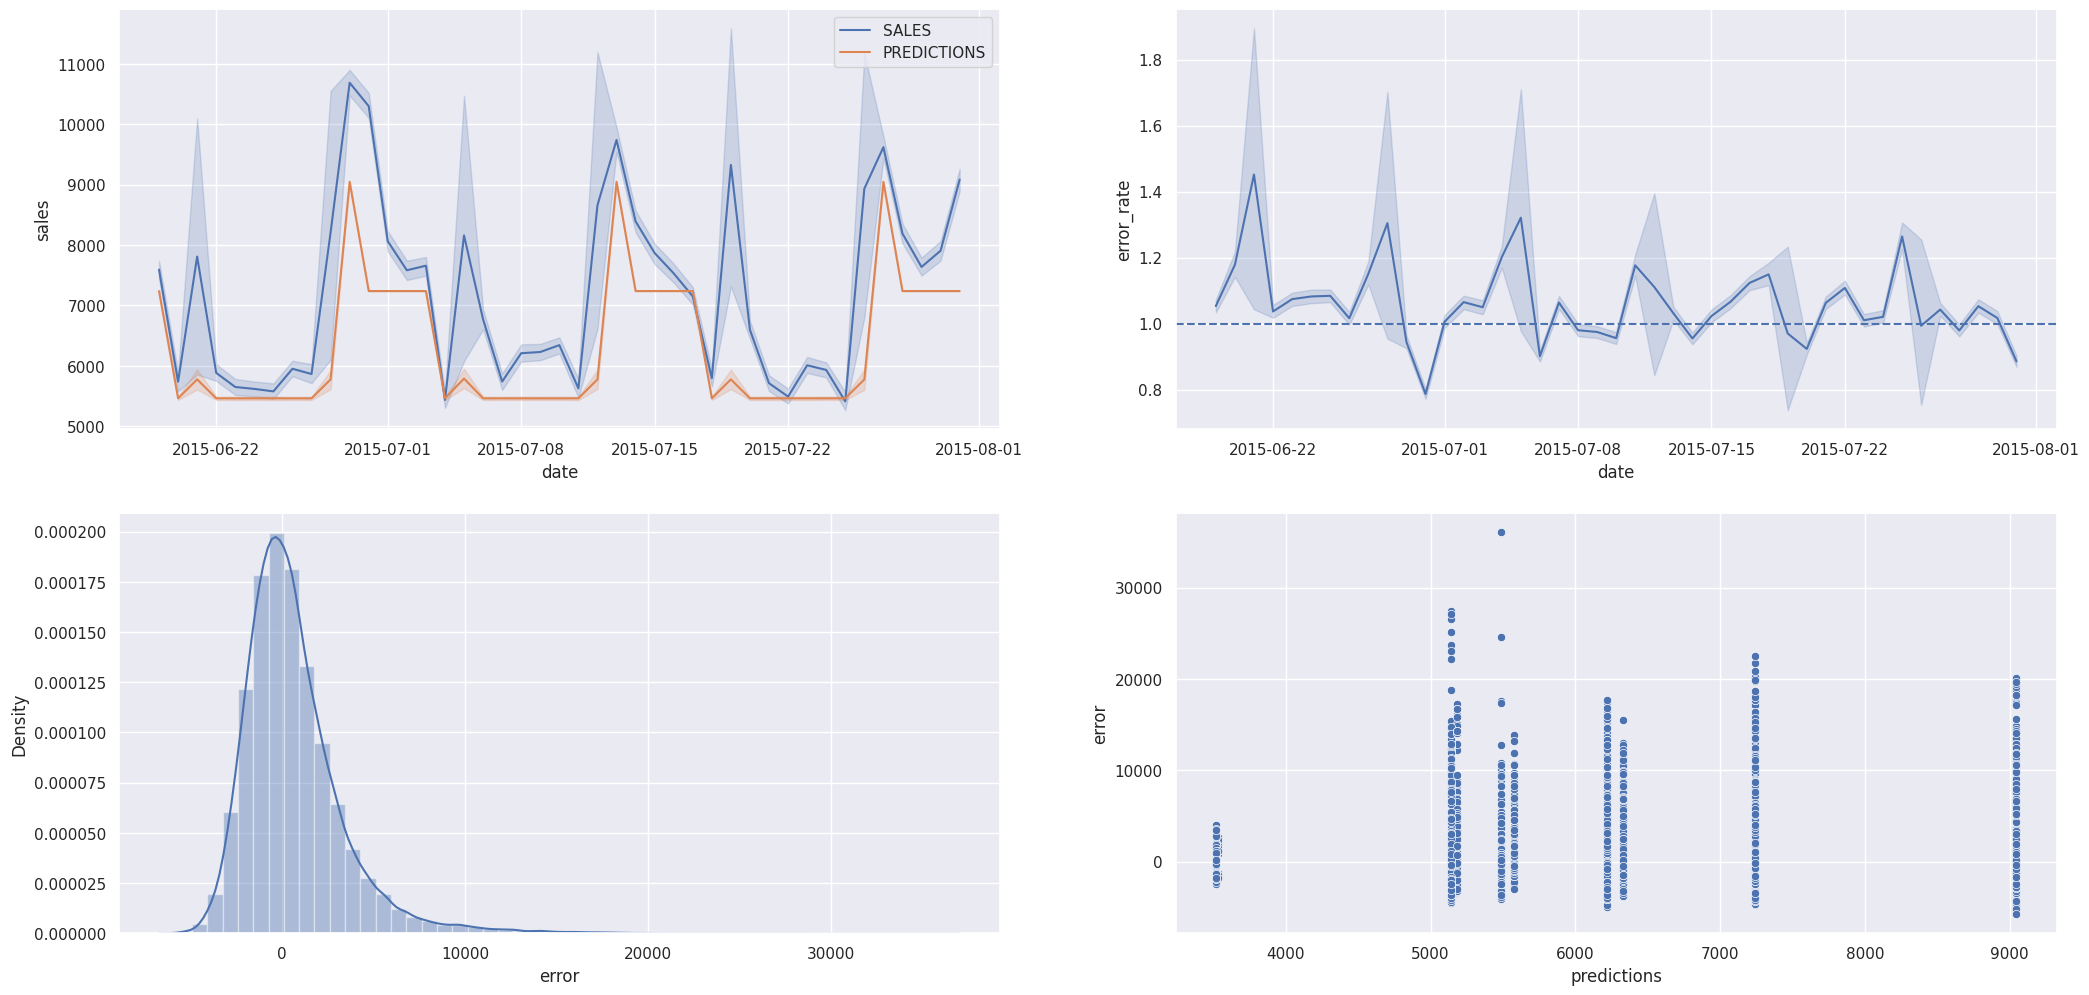 SALES
PREDICTIONS
11000
10000
9000
8000
7000
6000
5000
sales
2015-06-22 2015-07-01 2015-07-08 2015-07-15 2015-07-22 2015-08-01
date
1.8
1.6
1.4
1.2
1.0
0.8
error_rate
2015-06-22 2015-07-01 2015-07-08 2015-07-15 2015-07-22 2015-08-01
date
0.000200
0.000175
0.000150
0.000125
0.000100
0.000075
0.000050
0.000025
0.000000
Density
0 10000 20000 30000
error
30000
20000
10000
0
error
4000 5000 6000 7000 8000 9000
predictions